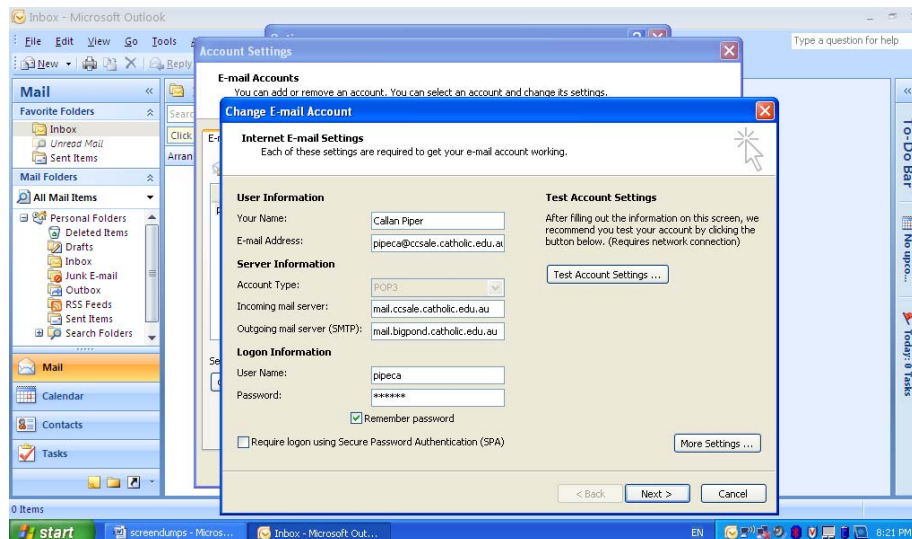 Inbox - Microsoft Outlook
File Edit View Go Tools
Type a question for help
New Reply
Account Settings
E-mail Accounts
You can add or remove an account. You can select an account and change its settings.
Mail
Favorite Folders
Inbox
Unread Mail
Sent Items
Mail Folders
All Mail Items
Personal Folders
Deleted Items
Drafts
Inbox
Junk E-mail
Outbox
RSS Feeds
Sent Items
Search Folders
Mail
Calendar
Contacts
Tasks
Click
Arran
Change E-mail Account
Internet E-mail Settings
Each of these settings are required to get your e-mail account working.
User Information
Your Name: Callan Piper
E-mail Address: pipeca@ccsale.catholic.edu.au
Server Information
Account Type: POP3
Incoming mail server: mail.ccsale.catholic.edu.au
Outgoing mail server (SMTP): mail.bigpond.catholic.edu.au
Logon Information
User Name: pipeca
Password: ******
Remember password
Require logon using Secure Password Authentication (SPA)
Test Account Settings
After filling out the information on this screen, we
recommend you test your account by clicking the
button below. (Requires network connection)
Test Account Settings ...
More Settings ...
< Back Next > Cancel
To-Do Bar
No upco...
Today: 0 Tasks
0 Items
start screendumps - Micros... Inbox - Microsoft Out... EN 8:21 PM